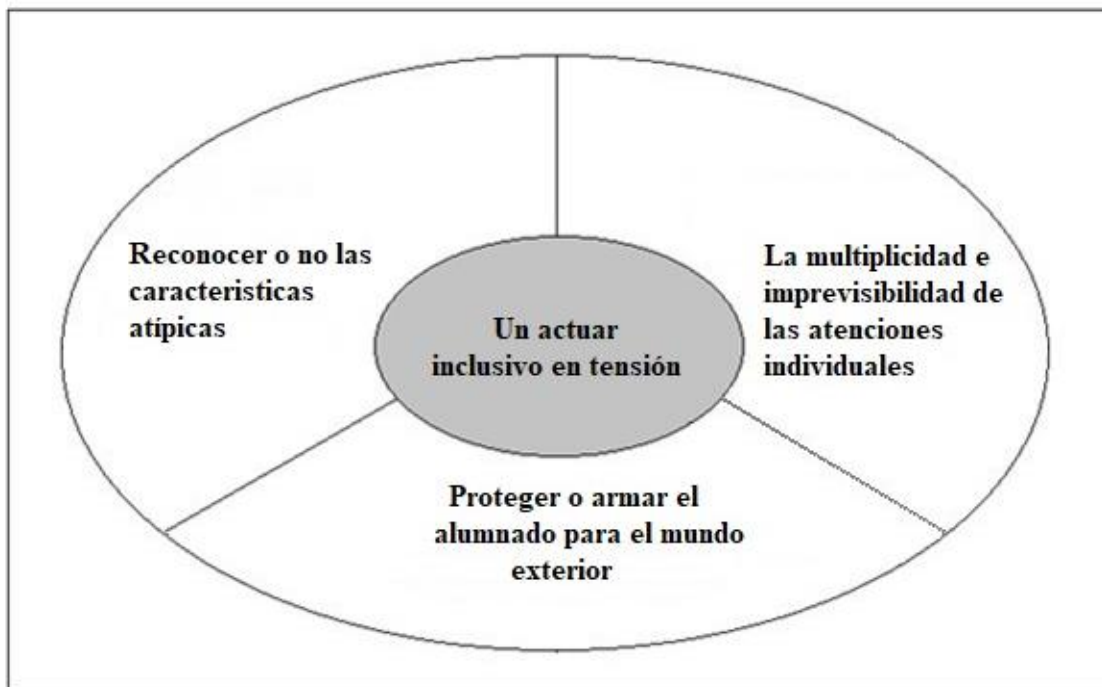 Reconocer o no las
caracteristicas
atípicas
Un actuar
inclusivo en tensión
La multiplicidad e
imprevisibilidad de
las atenciones
individuales
Proteger o armar el
alumnado para el mundo
exterior